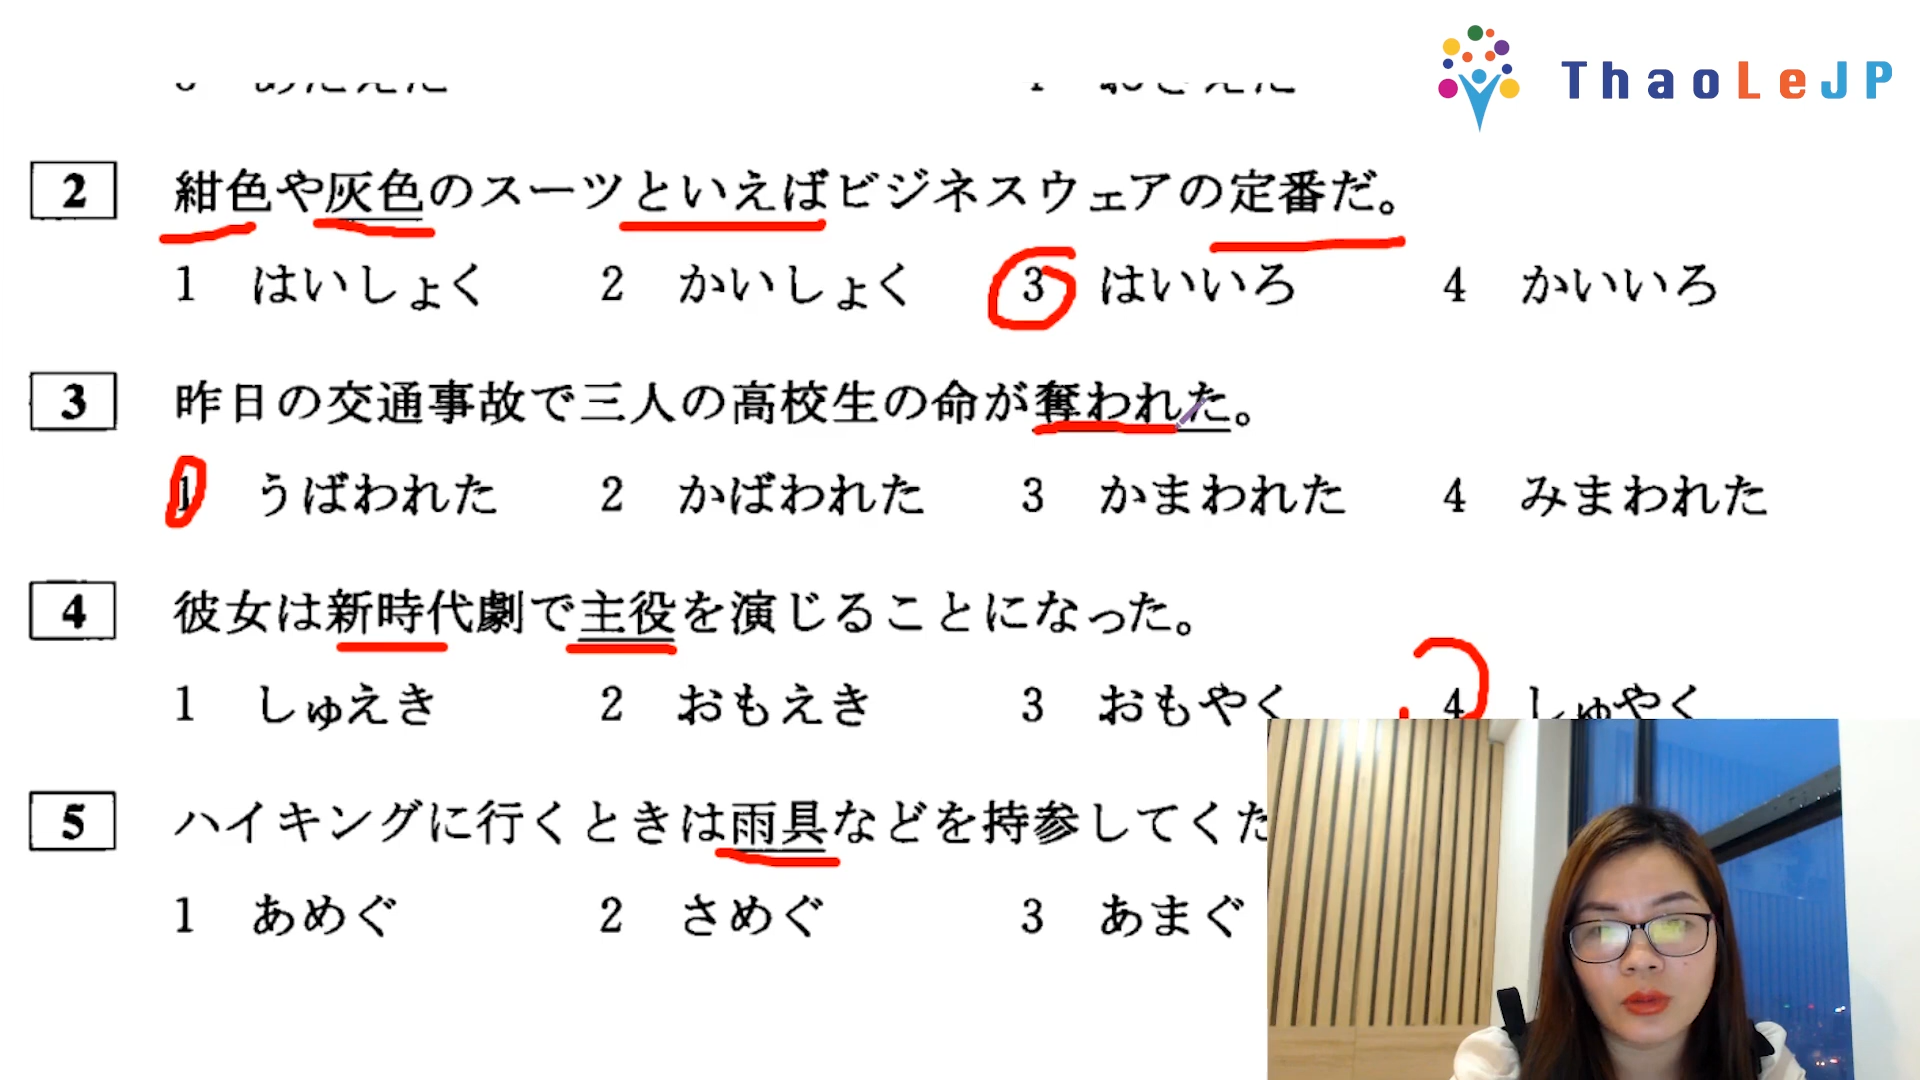 ThaoLeJP
2 紺色や灰色のスーツといえばビジネスウェアの定番だ。
1 はいしょく 2 かいしょく 3 はいいろ 4 かいいろ
3 昨日の交通事故で三人の高校生の命が奪われた。
1 うばわれた 2 かばわれた 3 かまわれた 4 みまわれた
4 彼女は新時代劇で主役を演じることになった。
1 しゅえき 2 おもえき 3 おもやく 4 しゅやく
5 ハイキングに行くときは雨具などを持参してくた
1 あめぐ 2 さめぐ 3 あまぐ